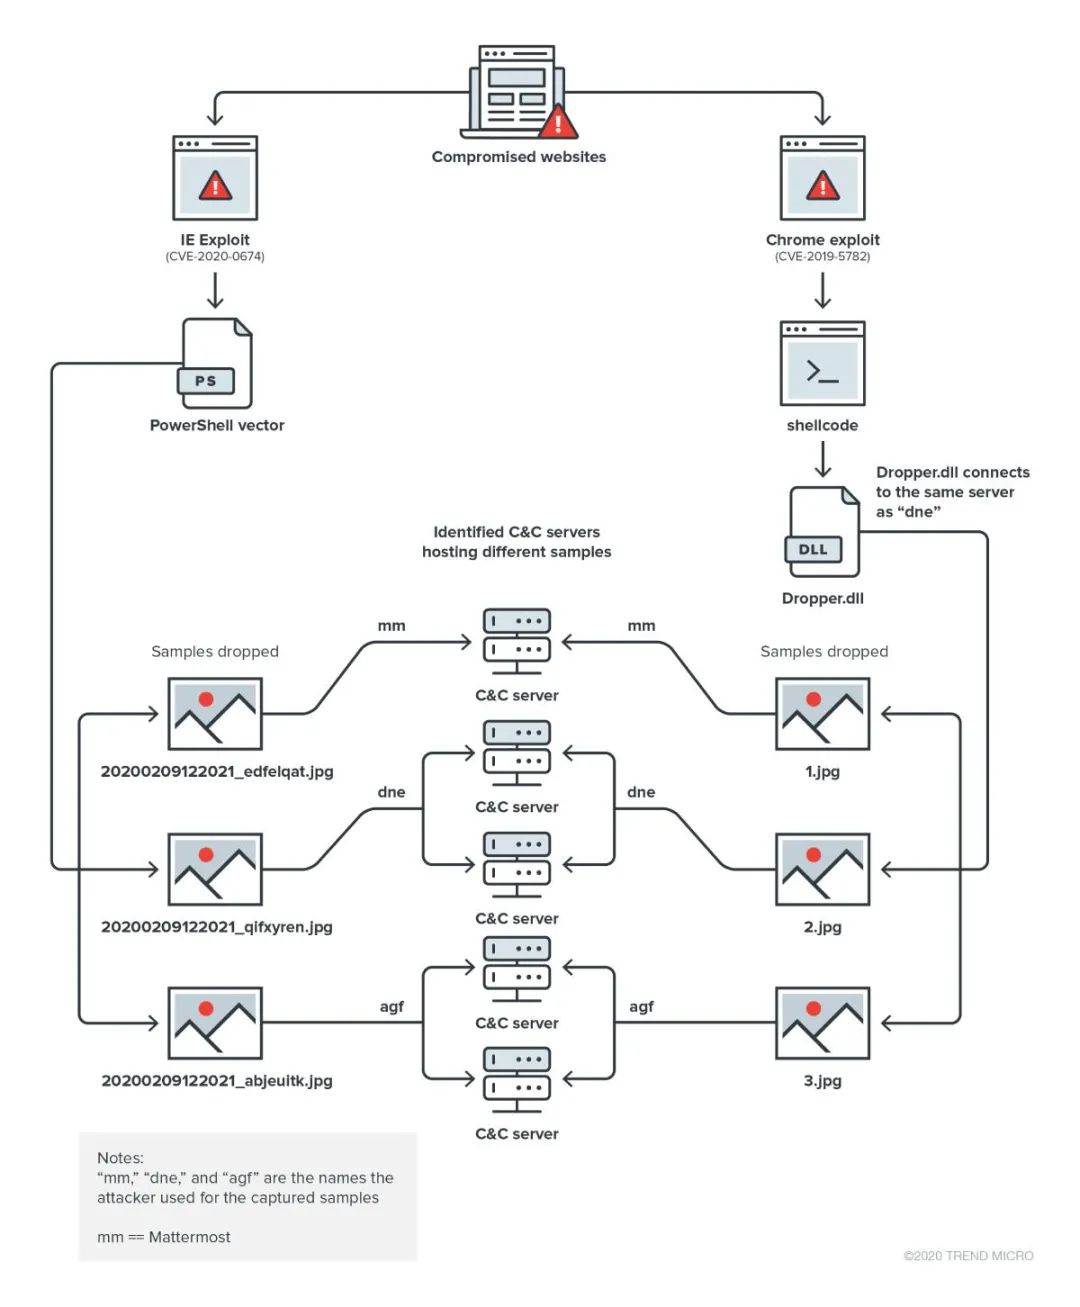 Compromised websites
IE Exploit
(CVE-2020-0674)
Chrome exploit
(CVE-2019-5782)
PS
PowerShell vector
>_
shellcode
Dropper.dll connects
to the same server
as “dne”
DLL
Dropper.dll
Identified C&C servers
hosting different samples
Samples dropped
mm
mm
Samples dropped
C&C server
20200209122021_edfelqat.jpg
1.jpg
dne
dne
C&C server
C&C server
20200209122021_qifxyren.jpg
2.jpg
agf
agf
C&C server
20200209122021_abjeuitk.jpg
3.jpg
C&C server
Notes:
“mm,” “dne,” and “agf” are the names the
attacker used for the captured samples
mm == Mattermost
©2020 TREND MICRO